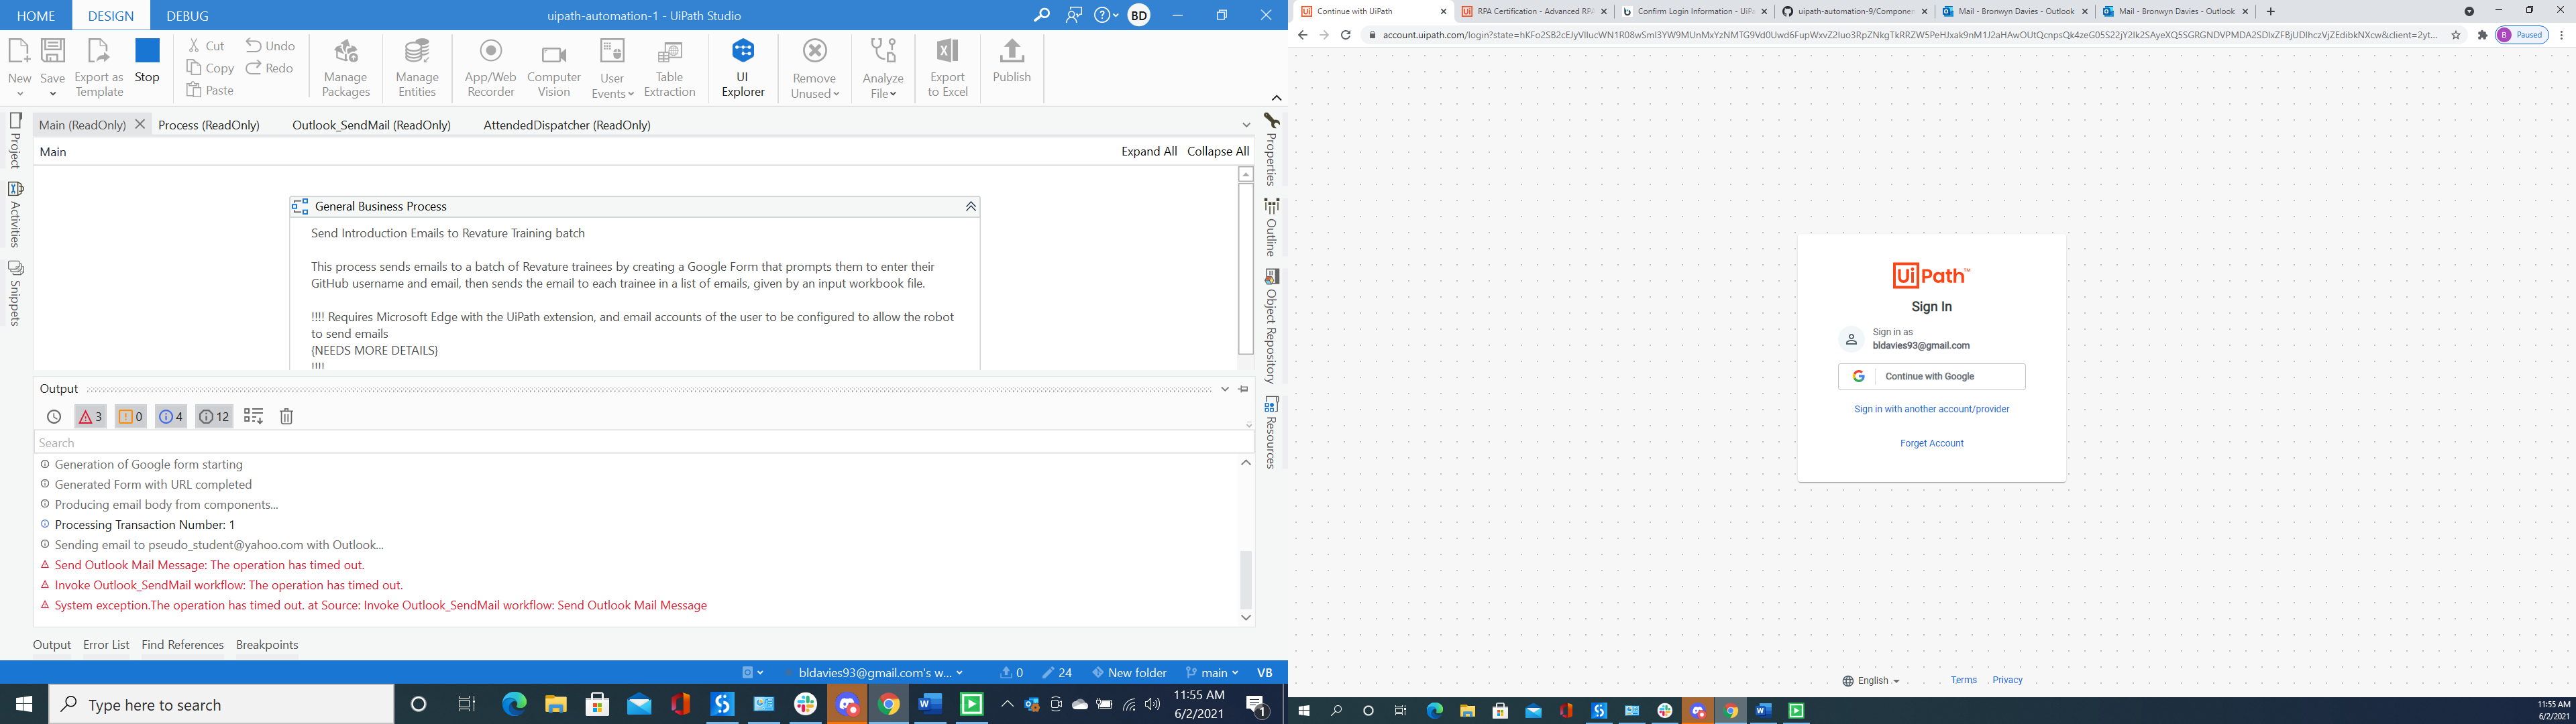 HOME DESIGN DEBUG uipath-automation-1 - UiPath Studio BD
New Save Export as Template Stop Cut Copy Paste Undo Redo Manage Packages Manage Entities App/Web Recorder Computer Vision User Events Table Extraction UI Explorer Remove Unused Analyze File Export to Excel Publish
Main (ReadOnly) Process (ReadOnly) Outlook_SendMail (ReadOnly) AttendedDispatcher (ReadOnly)
Main Expand All Collapse All
Project
Activities
Snippets
Properties
Outline
Object Repository
Resources
General Business Process
Send Introduction Emails to Revature Training batch
This process sends emails to a batch of Revature trainees by creating a Google Form that prompts them to enter their
GitHub username and email, then sends the email to each trainee in a list of emails, given by an input workbook file.
!!!! Requires Microsoft Edge with the UiPath extension, and email accounts of the user to be configured to allow the robot
to send emails
{NEEDS MORE DETAILS}
!!!!
Output
3 0 4 12
Search
Generation of Google form starting
Generated Form with URL completed
Producing email body from components...
Processing Transaction Number: 1
Sending email to pseudo_student@yahoo.com with Outlook...
Send Outlook Mail Message: The operation has timed out.
Invoke Outlook_SendMail workflow: The operation has timed out.
System exception.The operation has timed out. at Source: Invoke Outlook_SendMail workflow: Send Outlook Mail Message
Output Error List Find References Breakpoints
bldavies93@gmail.com's w... 0 24 New folder main VB
Type here to search
11:55 AM
6/2/2021
1
Continue with UiPath
RPA Certification - Advanced RPA
Confirm Login Information - UiPa
uipath-automation-9/Componen
Mail - Bronwyn Davies - Outlook
Mail - Bronwyn Davies - Outlook
B Paused
UiPath™
Sign In
Sign in as
bldavies93@gmail.com
Continue with Google
Sign in with another account/provider
Forget Account
English Terms Privacy
11:55 AM
6/2/2021